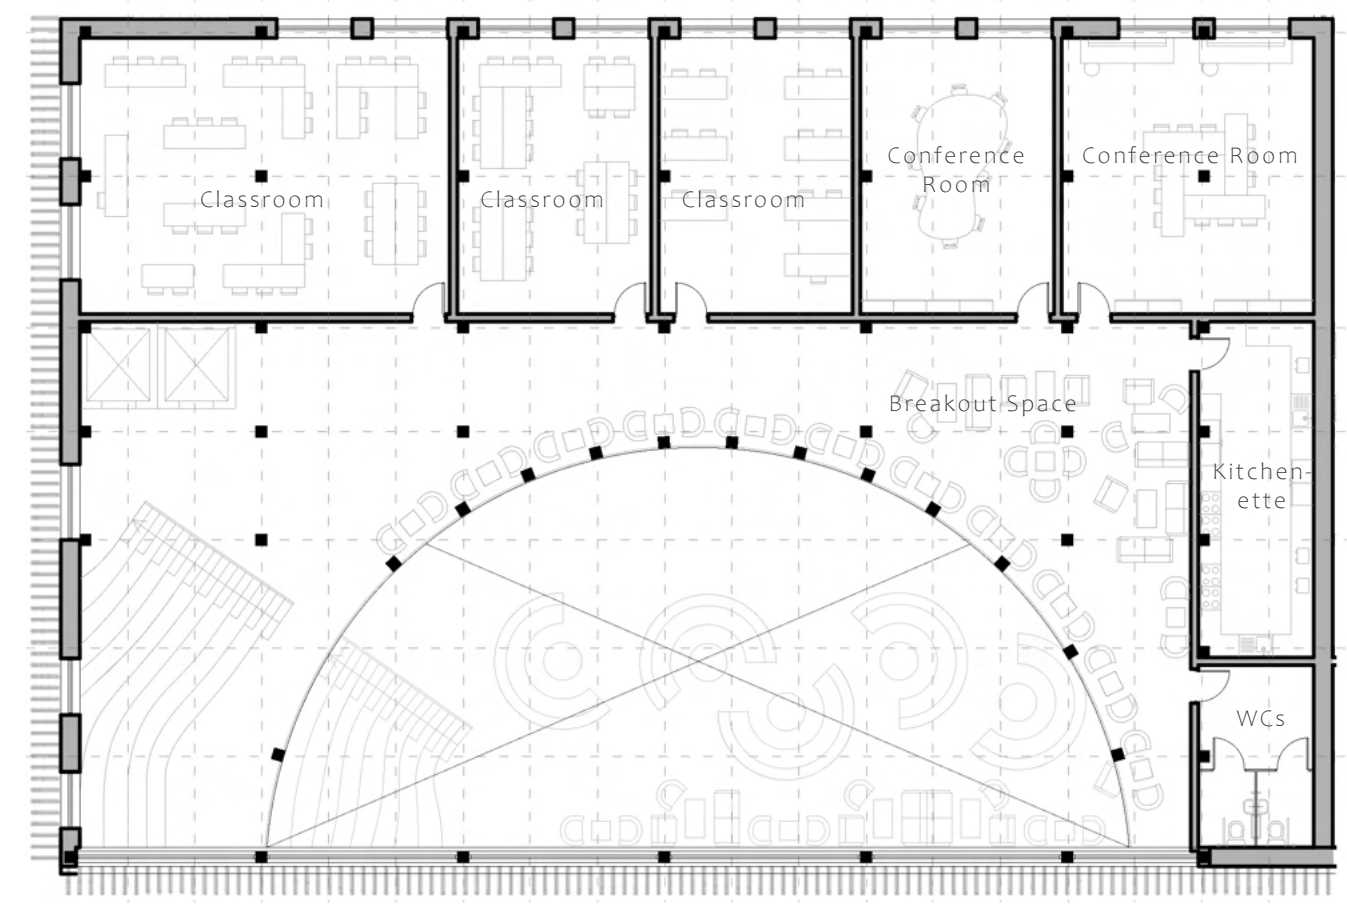 Conference
Room
Conference Room
Classroom
Classroom
Classroom
Breakout Space
Kitchen-
ette
WCs